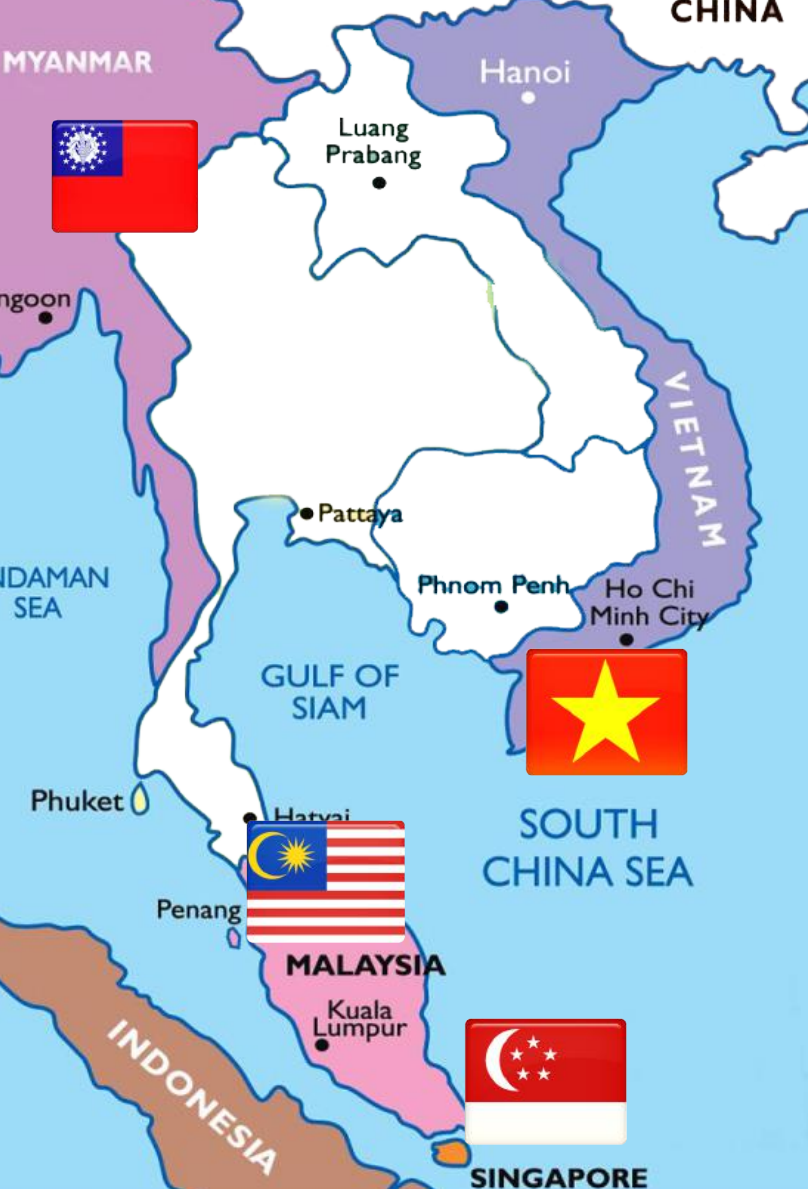 CHINA
MYANMAR
Hanoi
Luang
Prabang
ngoon
VIETNAM
Pattaya
NDAMAN
SEA
Phnom Penh
Ho Chi
Minh City
GULF OF
SIAM
Phuket
Hatyai
SOUTH
CHINA SEA
Penang
MALAYSIA
Kuala
Lumpur
INDONESIA
SINGAPORE